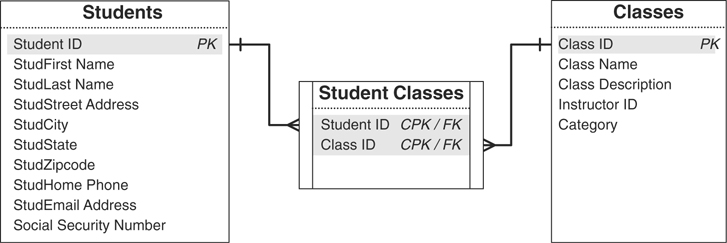 Students
Student ID PK
StudFirst Name
StudLast Name
StudStreet Address
StudCity
StudState
StudZipcode
StudHome Phone
StudEmail Address
Social Security Number
Student Classes
Student ID CPK / FK
Class ID CPK / FK
Classes
Class ID PK
Class Name
Class Description
Instructor ID
Category